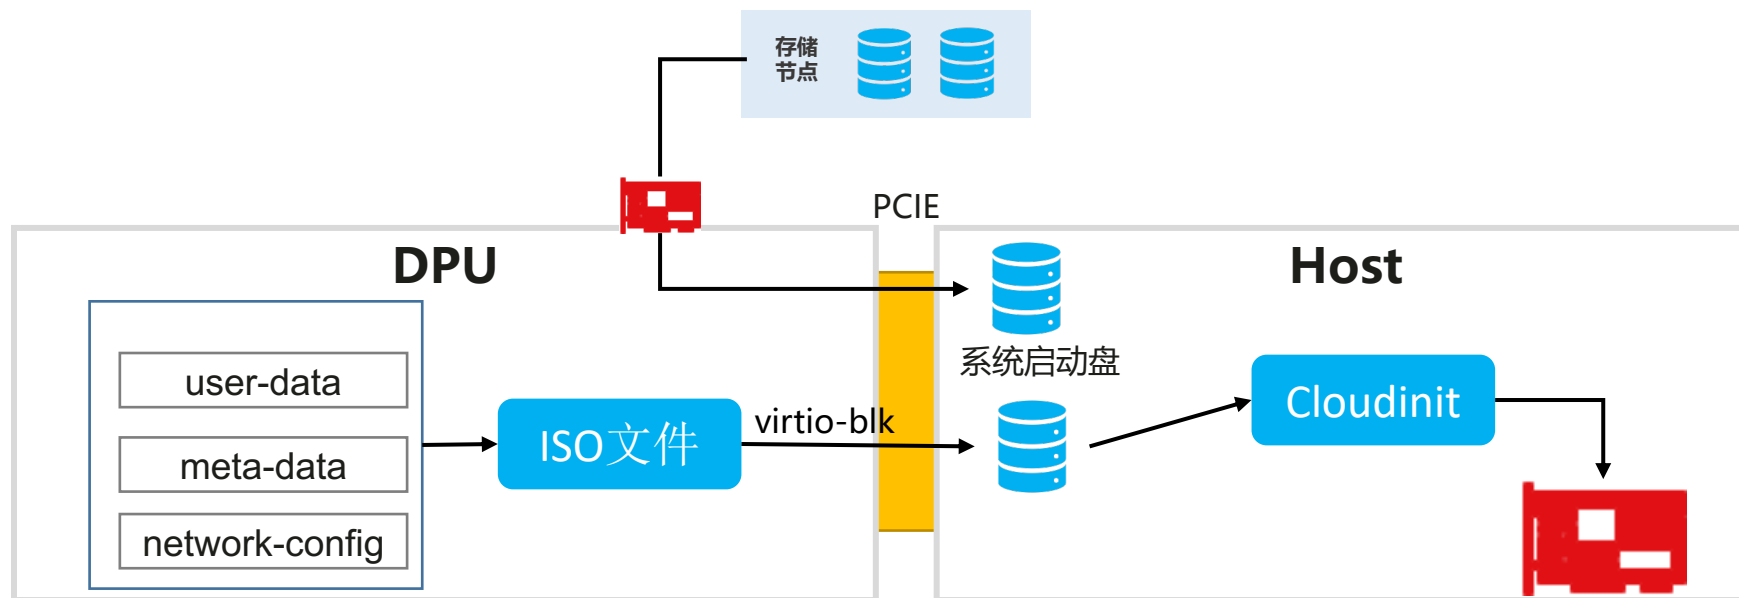 存储
节点
PCIE
DPU
Host
user-data
meta-data
network-config
ISO文件
virtio-blk
系统启动盘
Cloudinit